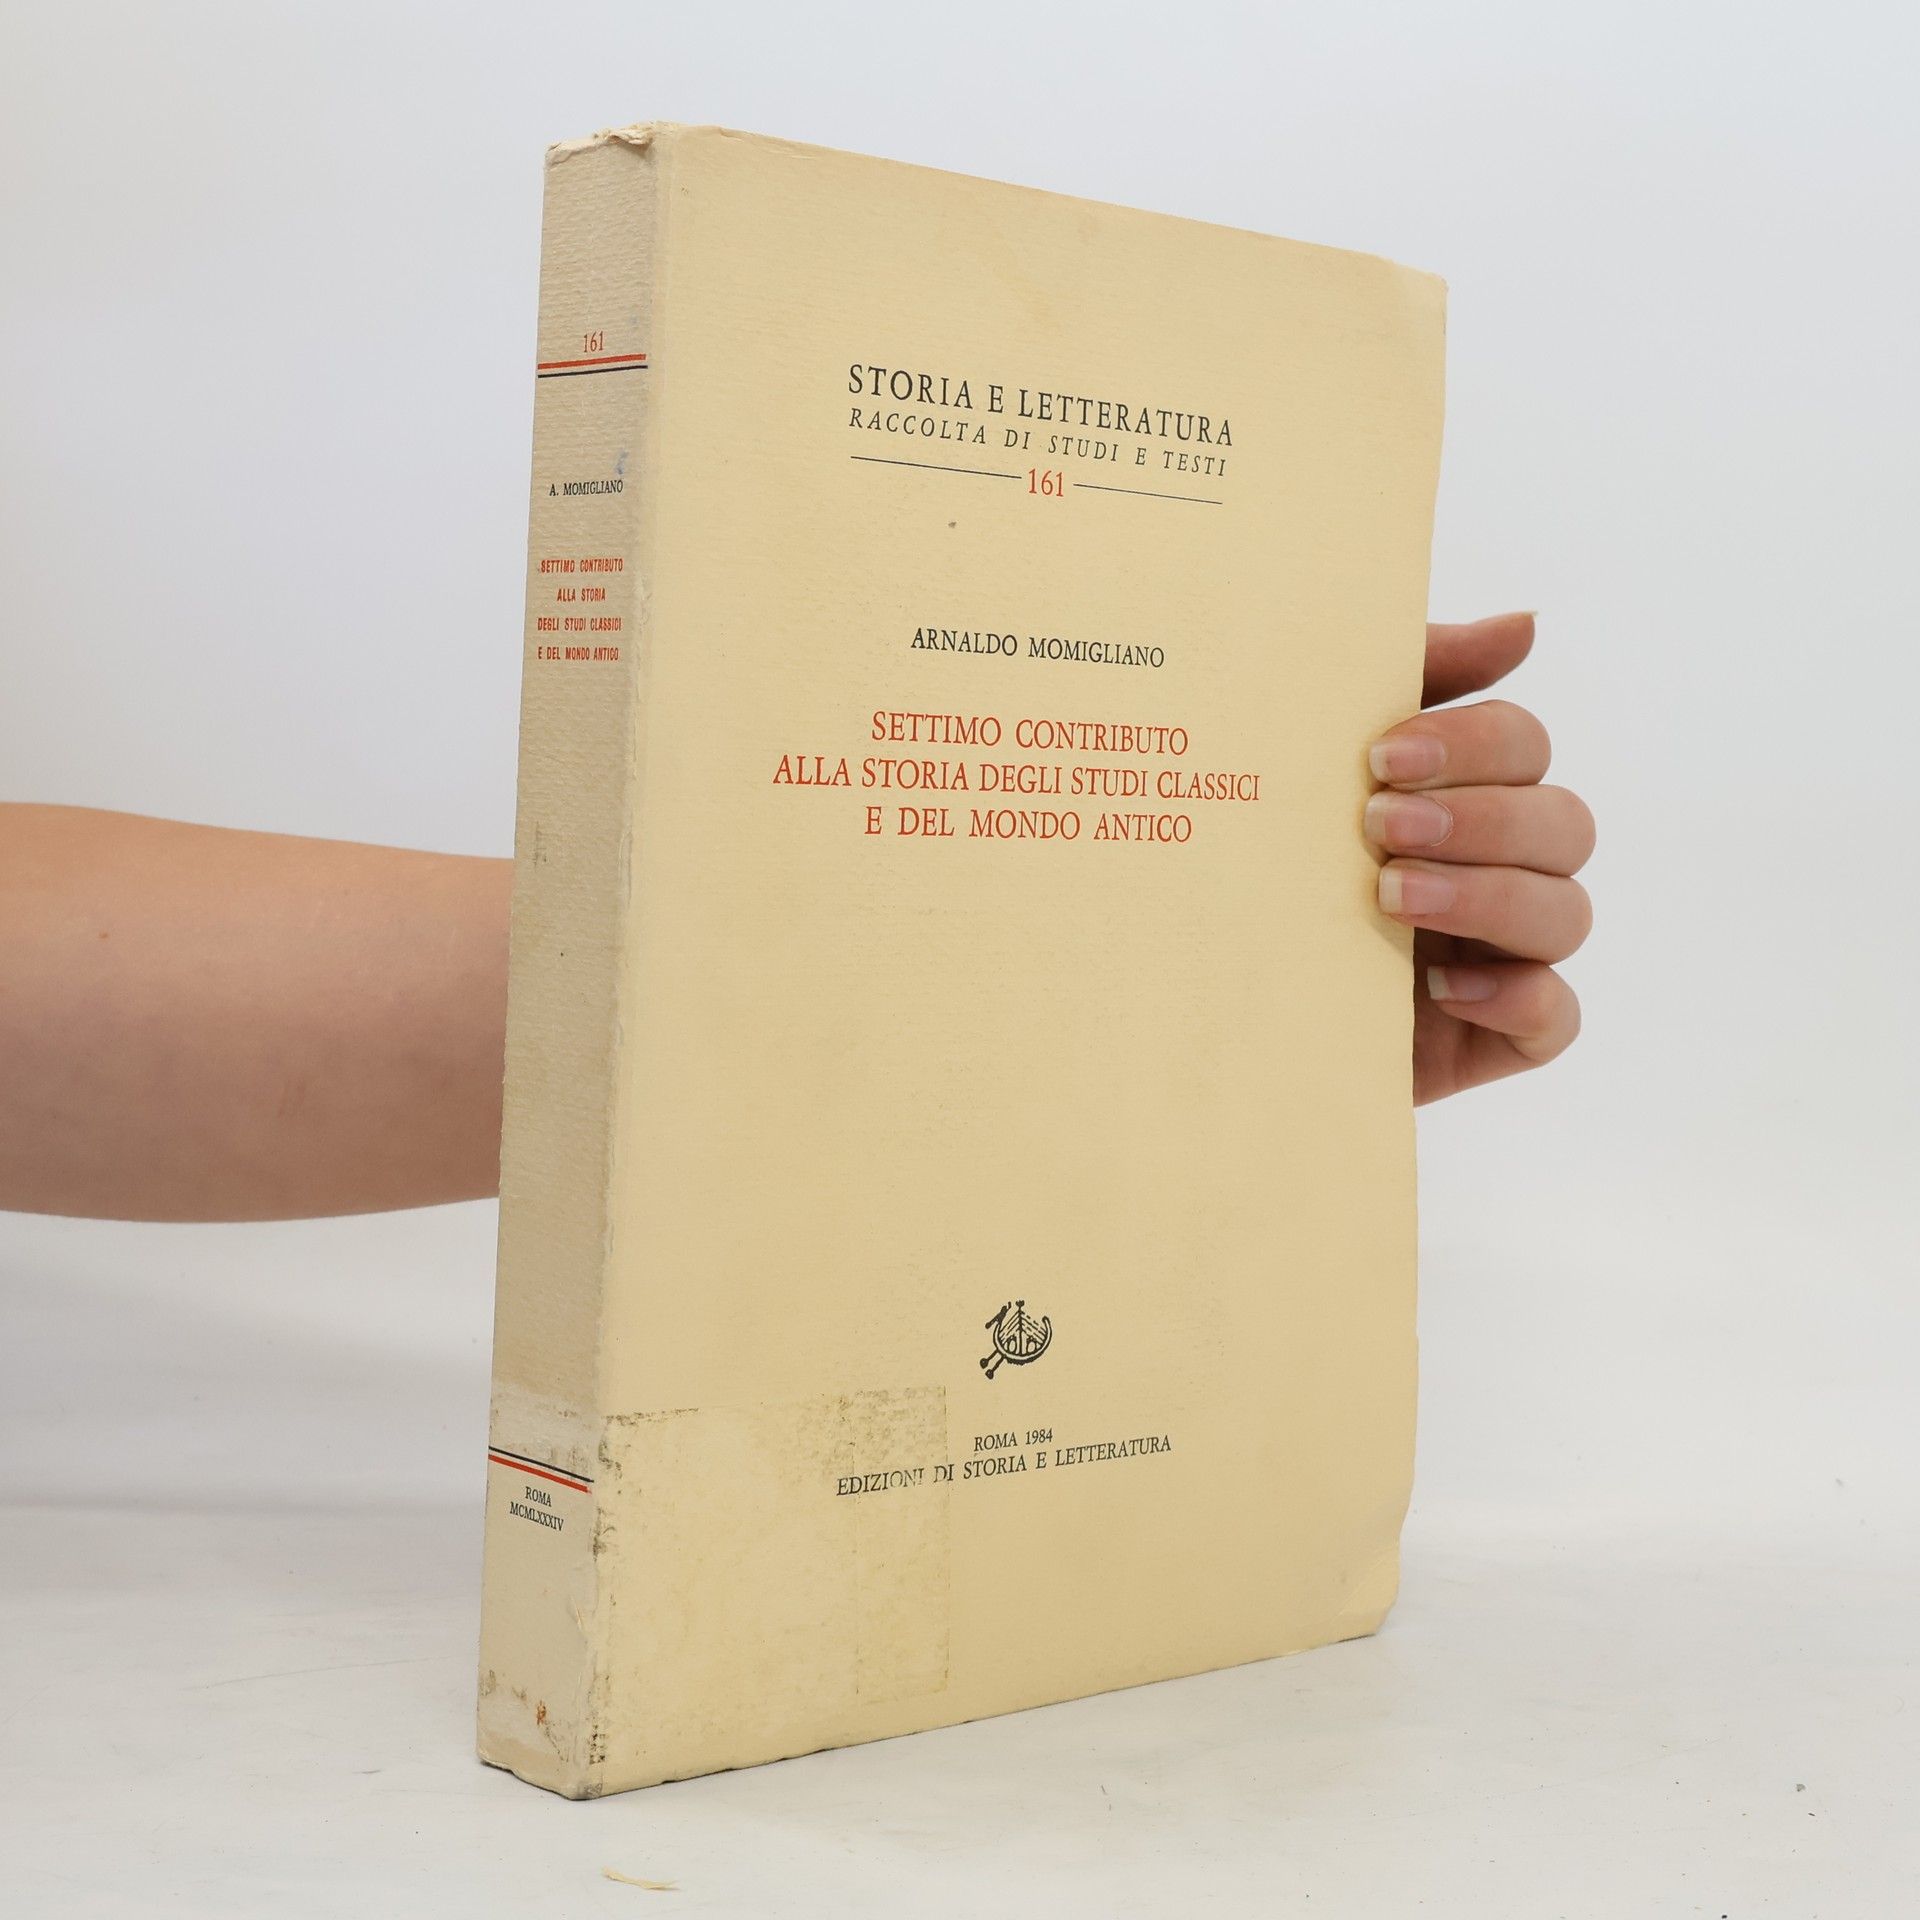 161
A. MOMIGLIANO
SETTIMO CONTRIBUTO
ALLA STORIA
DEGLI STUDI CLASSICI
E DEL MONDO ANTICO
ROMA
MCMLXXXIV
STORIA E LETTERATURA
RACCOLTA DI STUDI E TESTI
161
ARNALDO MOMIGLIANO
SETTIMO CONTRIBUTO
ALLA STORIA DEGLI STUDI CLASSICI
E DEL MONDO ANTICO
ROMA 1984
EDIZIONI DI STORIA E LETTERATURA